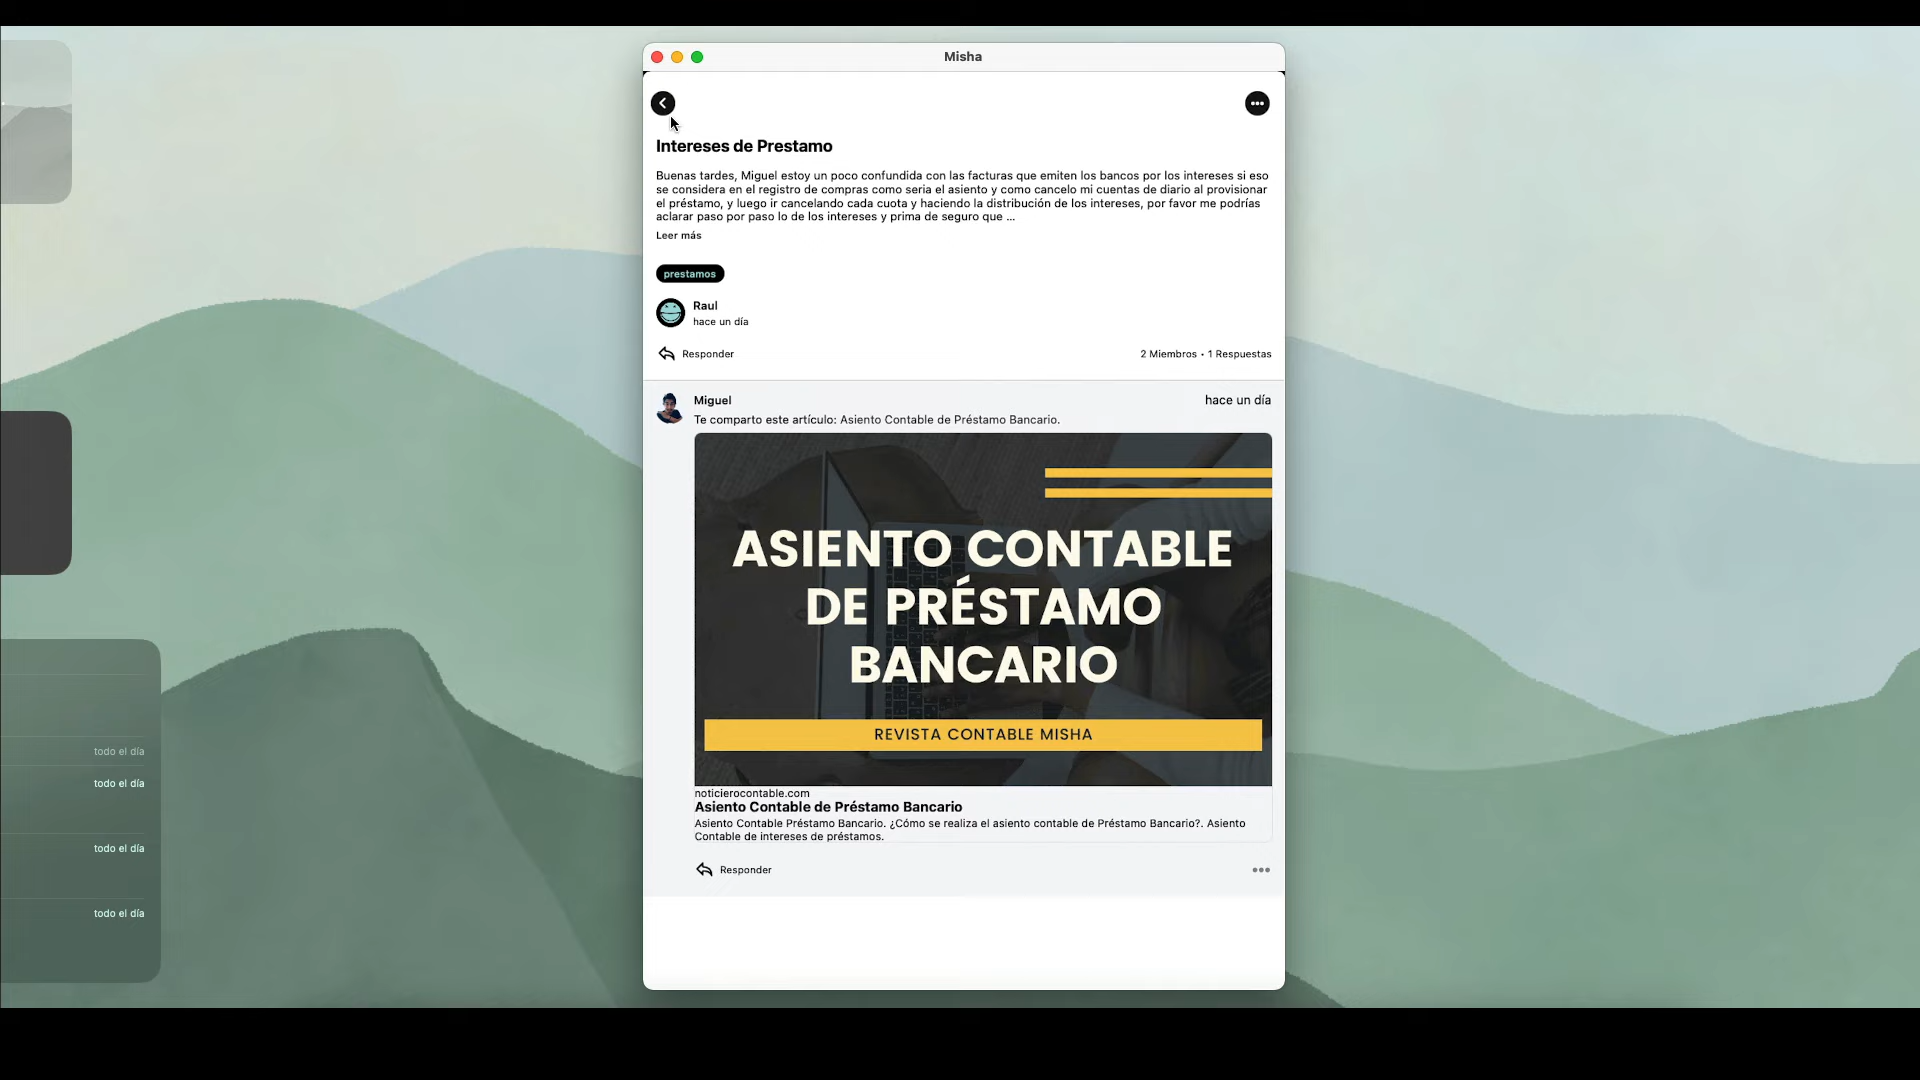 Misha
Intereses de Prestamo
Buenas tardes, Miguel estoy un poco confundida con las facturas que emiten los bancos por los intereses si eso
se considera en el registro de compras como seria el asiento y como cancelo mi cuentas de diario al provisionar
el préstamo, y luego ir cancelando cada cuota y haciendo la distribución de los intereses, por favor me podrías
aclarar paso por paso lo de los intereses y prima de seguro que ...
Leer más
prestamos
Raul
hace un día
Responder
2 Miembros • 1 Respuestas
Miguel
hace un día
Te comparto este artículo: Asiento Contable de Préstamo Bancario.
ASIENTO CONTABLE
DE PRÉSTAMO
BANCARIO
REVISTA CONTABLE MISHA
noticierocontable.com
Asiento Contable de Préstamo Bancario
Asiento Contable Préstamo Bancario. ¿Cómo se realiza el asiento contable de Préstamo Bancario?. Asiento
Contable de intereses de préstamos.
Responder
todo el día
todo el día
todo el día
todo el día